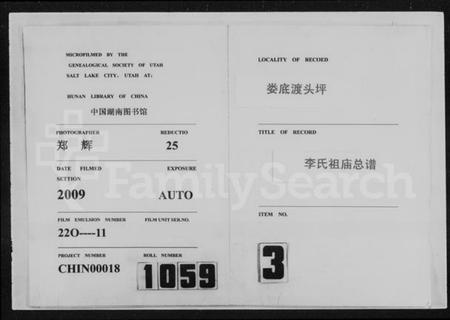 MICROFILMED BY THE
GENEALOGICAL SOCIETY OF UTAH
SALT LAKE CITY, UTAH AT:
HUNAN LIBRARY OF CHINA
中国湖南图书馆
PHOTOGRAPHER
REDUCTIO
郑 辉
25
DATE FILMED
EXPOSURE
SCTTION
2009
AUTO
FILM EMULSION NUMBER
FILM UNIT SER.NO.
22O----11
PROJECT NUMBER
ROLL NUMBER
CHIN00018
1059
LOCALITY OF RECOED
娄底渡头坪
TITLE OF RECORD
李氏祖庙总谱
ITEM NO.
3
FamilySearch